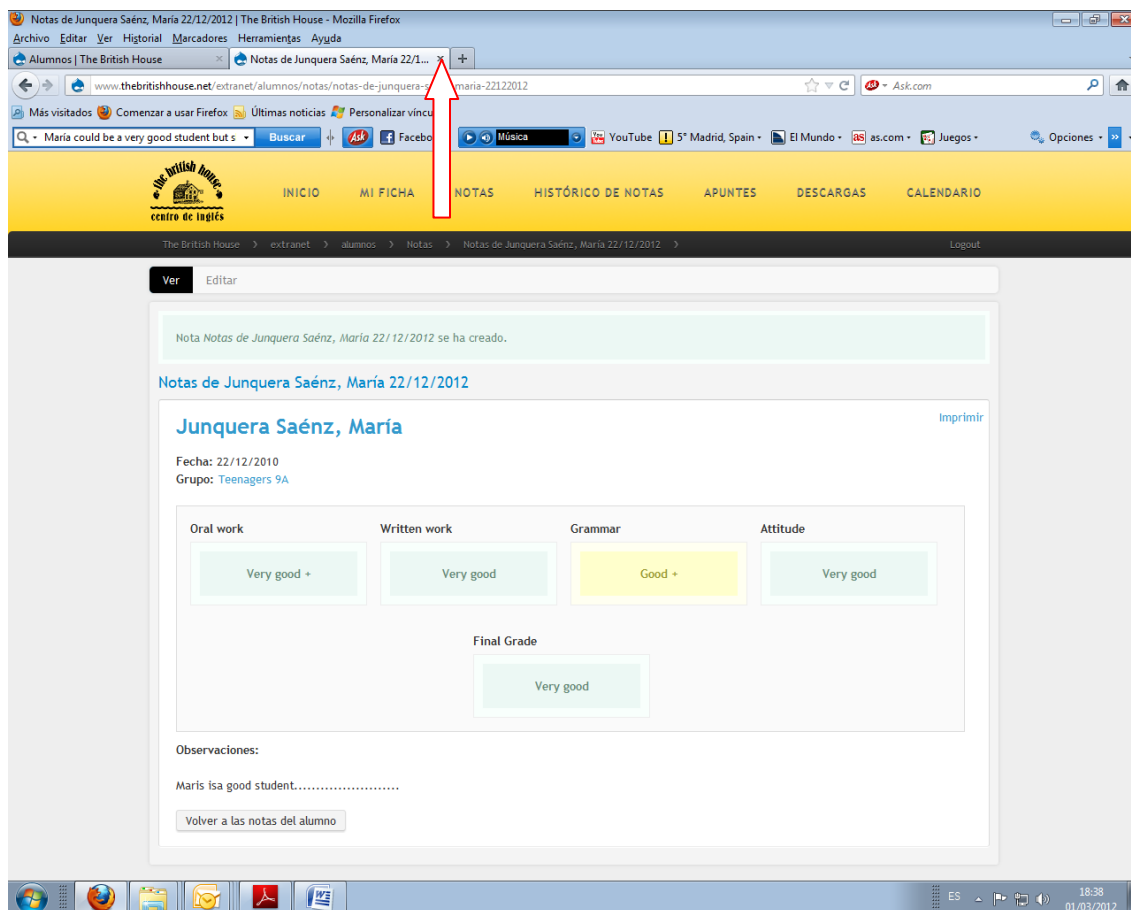 Notas de Junquera Saénz, María 22/12/2012 | The British House - Mozilla Firefox
Archivo Editar Ver Historial Marcadores Herramientas Ayuda
Alumnos | The British House × Notas de Junquera Saénz, María 22/1... × +
www.thebritishhouse.net/extranet/alumnos/notas/notas-de-junquera-s maria-22122012 Ask.com
Más visitados Comenzar a usar Firefox Últimas noticias Personalizar víncu
María could be a very good student but s Buscar Ask Facebo Música YouTube 5° Madrid, Spain El Mundo as as.com Juegos Opciones »
the british house
centro de inglés
INICIO MI FICHA NOTAS HISTÓRICO DE NOTAS APUNTES DESCARGAS CALENDARIO
The British House > extranet > alumnos > Notas > Notas de Junquera Saénz, María 22/12/2012 > Logout
Ver Editar
Nota Notas de Junquera Saénz, María 22/12/2012 se ha creado.
Notas de Junquera Saénz, María 22/12/2012
Imprimir
Junquera Saénz, María
Fecha: 22/12/2010
Grupo: Teenagers 9A
Oral work Written work Grammar Attitude
Very good + Very good Good + Very good
Final Grade
Very good
Observaciones:
Maris isa good student........................
Volver a las notas del alumno
ES 18:38
01/03/2012